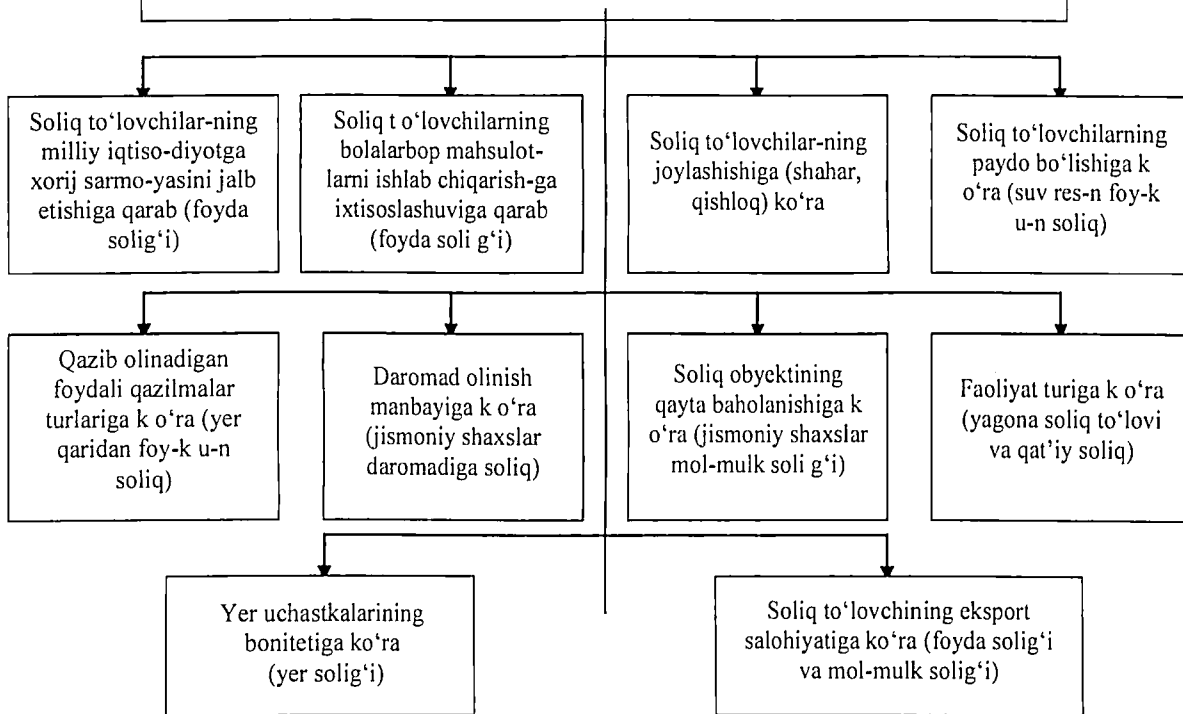 Soliq to‘lovchilar-ning
milliy iqtiso-diyotga
xorij sarmo-yasini jalb
etishiga qarab (foyda
solig‘i)
Soliq t o‘lovchilarning
bolalarbop mahsulot-
larni ishlab chiqarish-ga
ixtisoslashuviga qarab
(foyda soli g‘i)
Soliq to‘lovchilar-ning
joylashishiga (shahar,
qishloq) ko‘ra
Soliq to‘lovchilarning
paydo bo‘lishiga k
o‘ra (suv res-n foy-k
u-n soliq)
Qazib olinadigan
foydali qazilmalar
turlariga k o‘ra (yer
qaridan foy-k u-n
soliq)
Daromad olinish
manbayiga k o‘ra
(jismoniy shaxslar
daromadiga soliq)
Soliq obyektining
qayta baholanishiga k
o‘ra (jismoniy shaxslar
mol-mulk soli g‘i)
Faoliyat turiga k o‘ra
(yagona soliq to‘lovi
va qat’iy soliq)
Yer uchastkalarining
bonitetiga ko‘ra
(yer solig‘i)
Soliq to‘lovchining eksport
salohiyatiga ko‘ra (foyda solig‘i
va mol-mulk solig‘i)